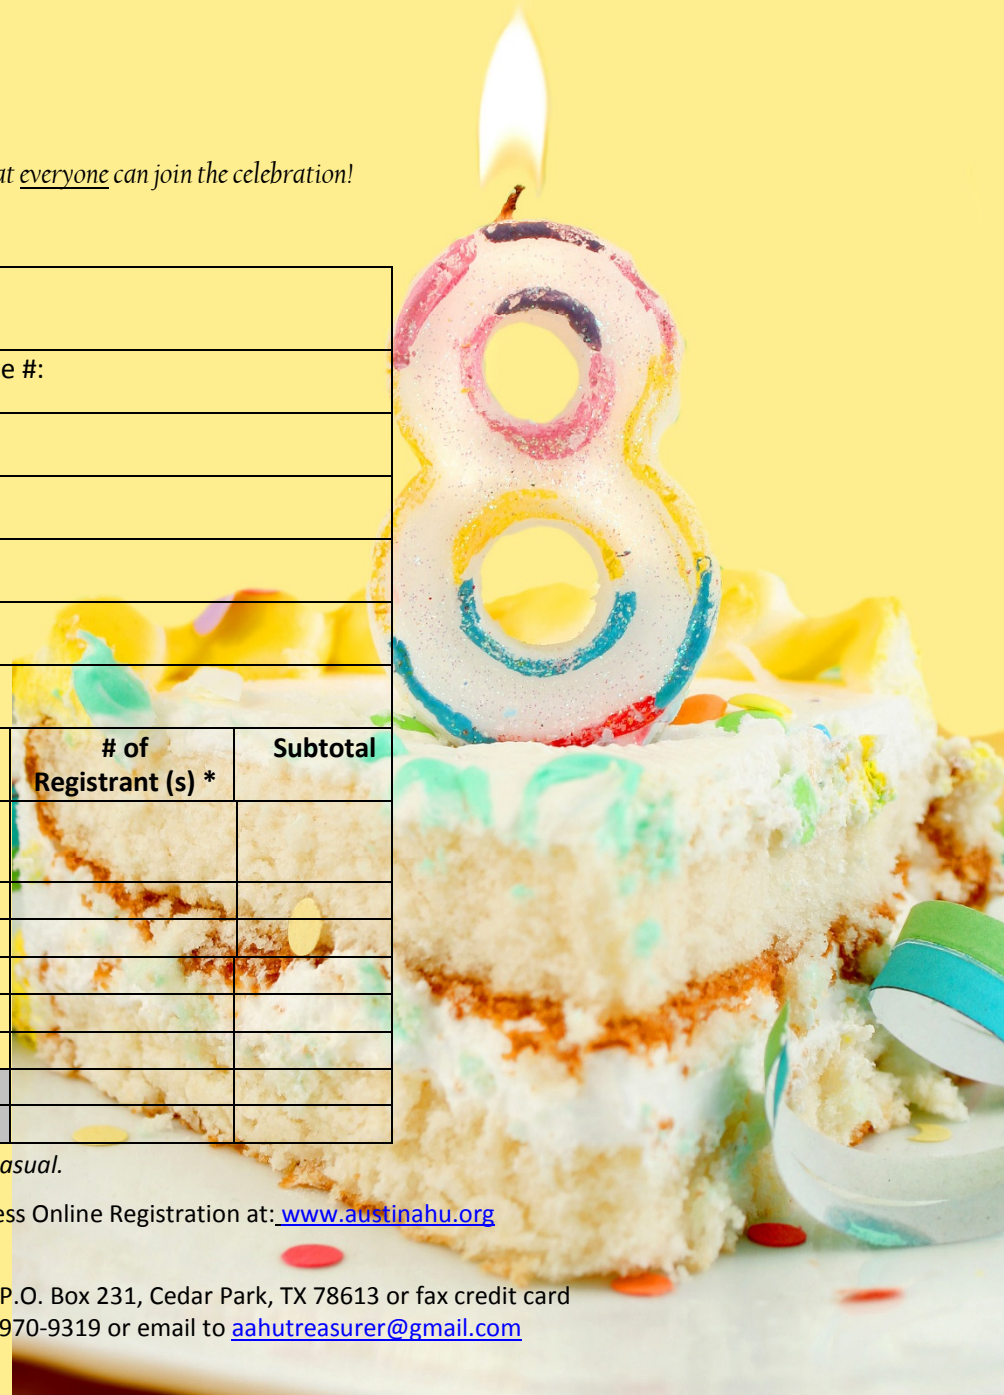 at everyone can join the celebration!
e #:
# of Subtotal
Registrant (s) *
asual.
ess Online Registration at: www.austinahu.org
P.O. Box 231, Cedar Park, TX 78613 or fax credit card
970-9319 or email to aahutreasurer@gmail.com